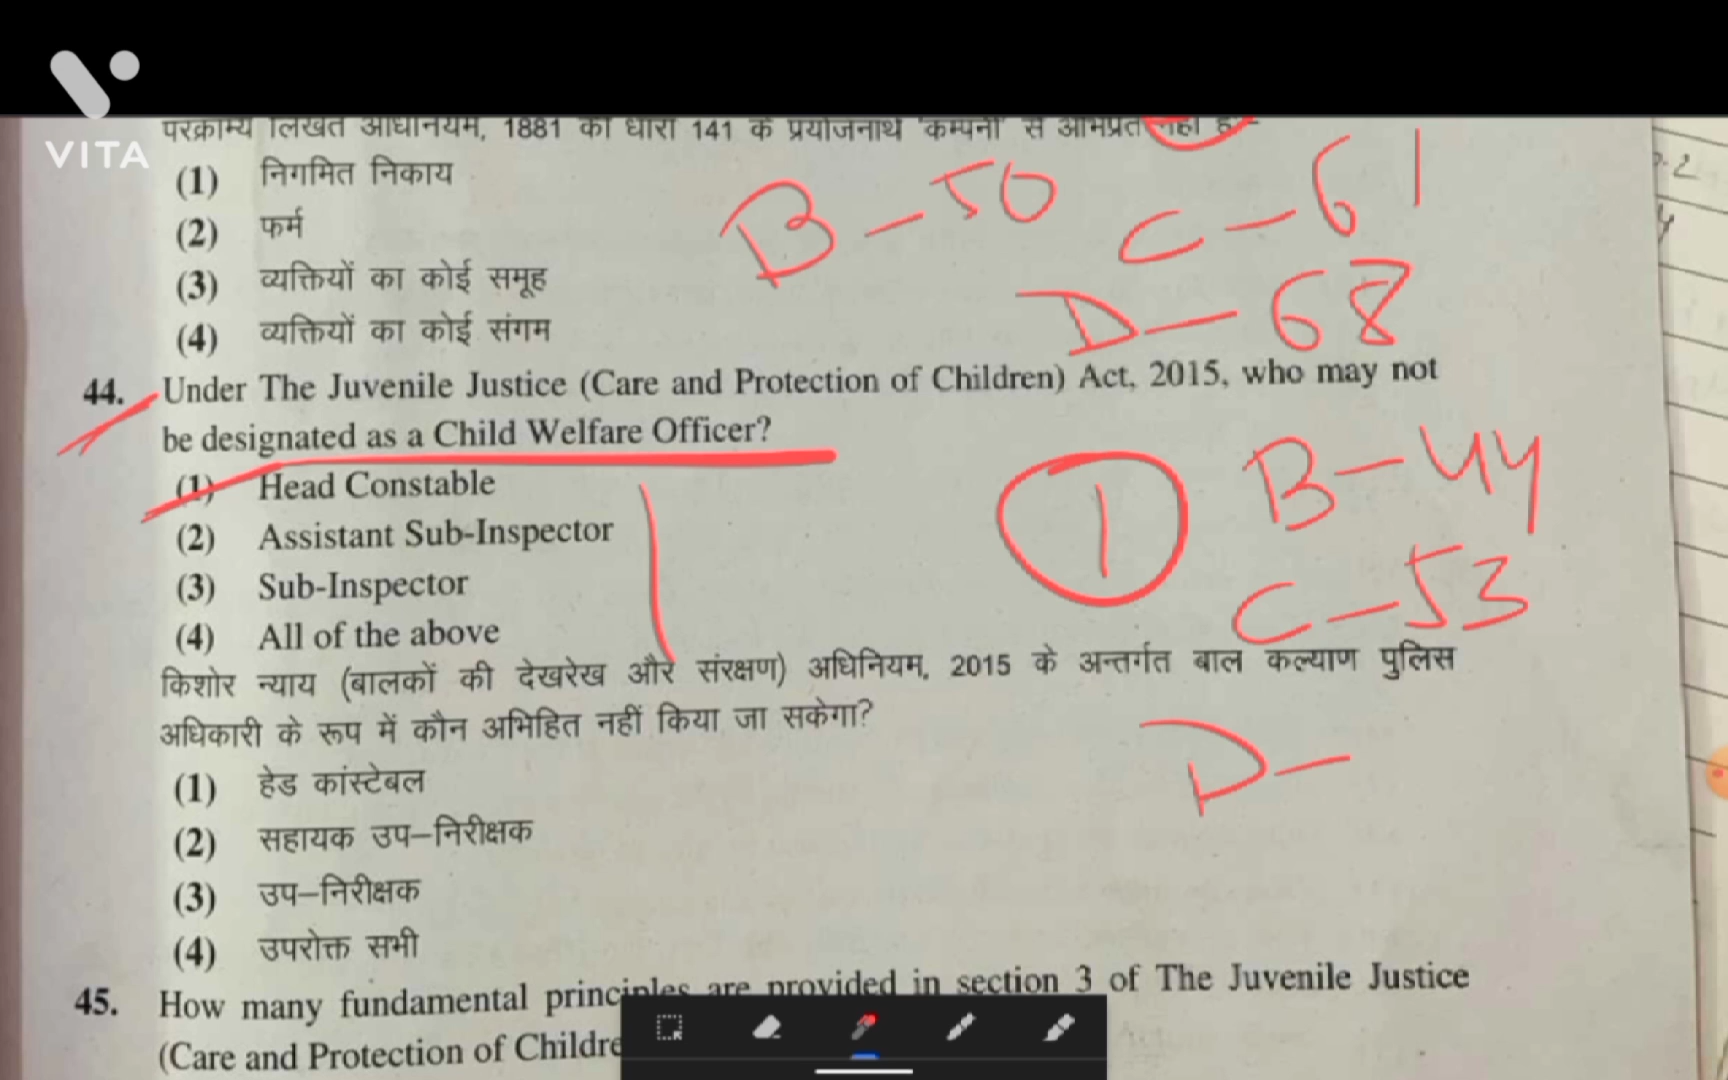 VITA
परक्राम्य लिखत अधिनियम, 1881 की धारा 141 के प्रयोजनार्थ 'कम्पनी' से अभिप्रेत नहीं है
(1) निगमित निकाय
(2) फर्म
(3) व्यक्तियों का कोई समूह
(4) व्यक्तियों का कोई संगम
B - 50
C - 61
D - 68
44. Under The Juvenile Justice (Care and Protection of Children) Act, 2015, who may not
be designated as a Child Welfare Officer?
(1) Head Constable
(2) Assistant Sub-Inspector
(3) Sub-Inspector
(4) All of the above
1
B - 44
C - 53
किशोर न्याय (बालकों की देखरेख और संरक्षण) अधिनियम, 2015 के अन्तर्गत बाल कल्याण पुलिस
अधिकारी के रूप में कौन अभिहित नहीं किया जा सकेगा?
D -
(1) हेड कांस्टेबल
(2) सहायक उप-निरीक्षक
(3) उप-निरीक्षक
(4) उपरोक्त सभी
45. How many fundamental principles are provided in section 3 of The Juvenile Justice
(Care and Protection of Childre